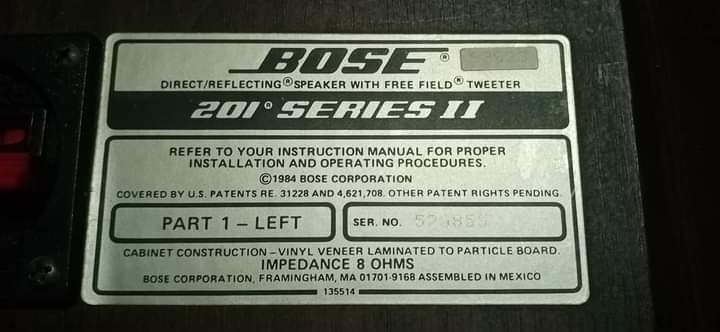 BOSE®
DIRECT/REFLECTING® SPEAKER WITH FREE FIELD® TWEETER
201® SERIES II
REFER TO YOUR INSTRUCTION MANUAL FOR PROPER
INSTALLATION AND OPERATING PROCEDURES.
©1984 BOSE CORPORATION
COVERED BY U.S. PATENTS RE. 31228 AND 4,621,708. OTHER PATENT RIGHTS PENDING.
PART 1 – LEFT
SER. NO.
CABINET CONSTRUCTION – VINYL VENEER LAMINATED TO PARTICLE BOARD.
IMPEDANCE 8 OHMS
BOSE CORPORATION, FRAMINGHAM, MA 01701-9168 ASSEMBLED IN MEXICO
135514